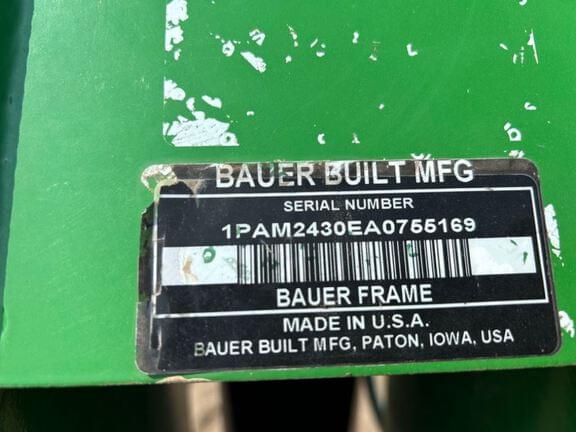 BAUER BUILT MFG
SERIAL NUMBER
1PAM2430EA0755169
BAUER FRAME
MADE IN U.S.A.
BAUER BUILT MFG, PATON, IOWA, USA